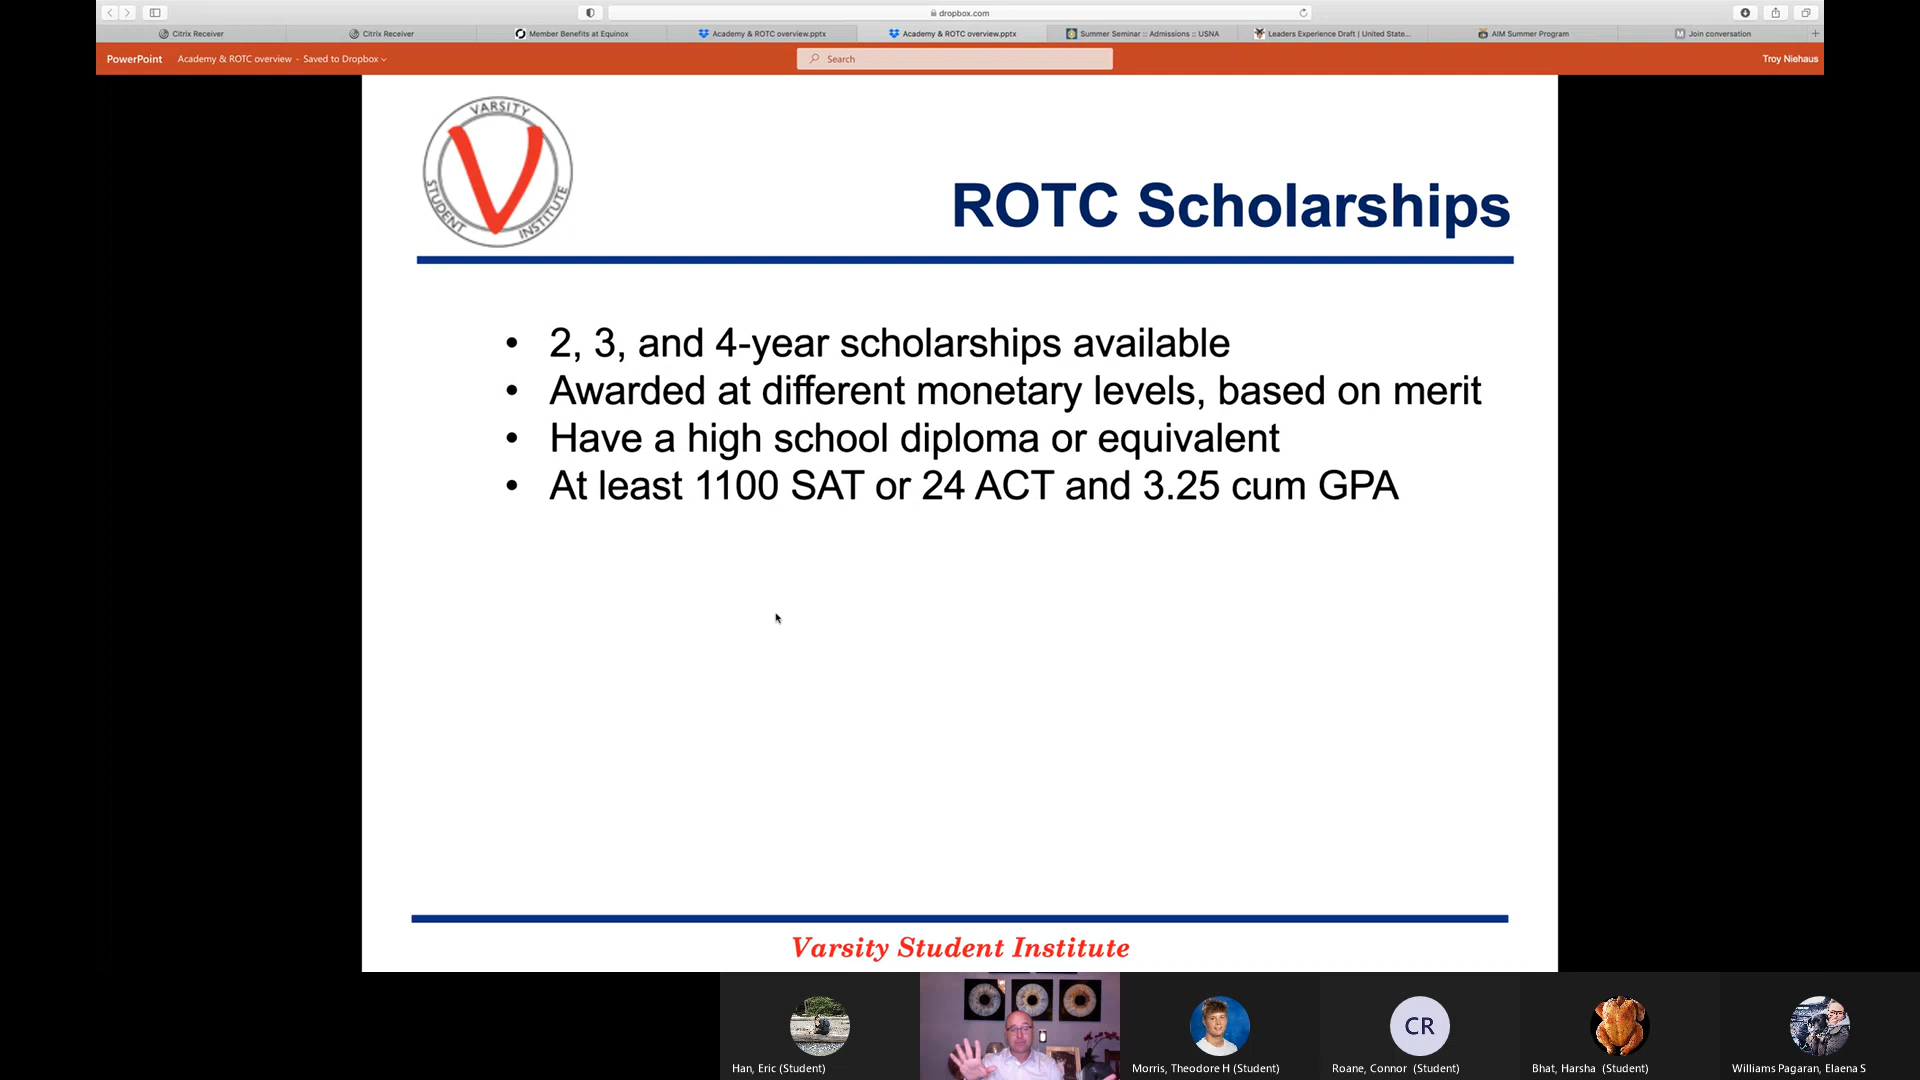 dropbox.com
Citrix Receiver
Citrix Receiver
Member Benefits at Equinox
Academy & ROTC overview.pptx
Academy & ROTC overview.pptx
Summer Seminar :: Admissions :: USNA
Leaders Experience Draft | United State...
AIM Summer Program
M Join conversation
PowerPoint Academy & ROTC overview - Saved to Dropbox
Search
Troy Niehaus
VARSITY
V
STUDENT INSTITUTE
ROTC Scholarships
• 2, 3, and 4-year scholarships available
• Awarded at different monetary levels, based on merit
• Have a high school diploma or equivalent
• At least 1100 SAT or 24 ACT and 3.25 cum GPA
Varsity Student Institute
CR
Han, Eric (Student)
Morris, Theodore H (Student)
Roane, Connor (Student)
Bhat, Harsha (Student)
Williams Pagaran, Elaena S